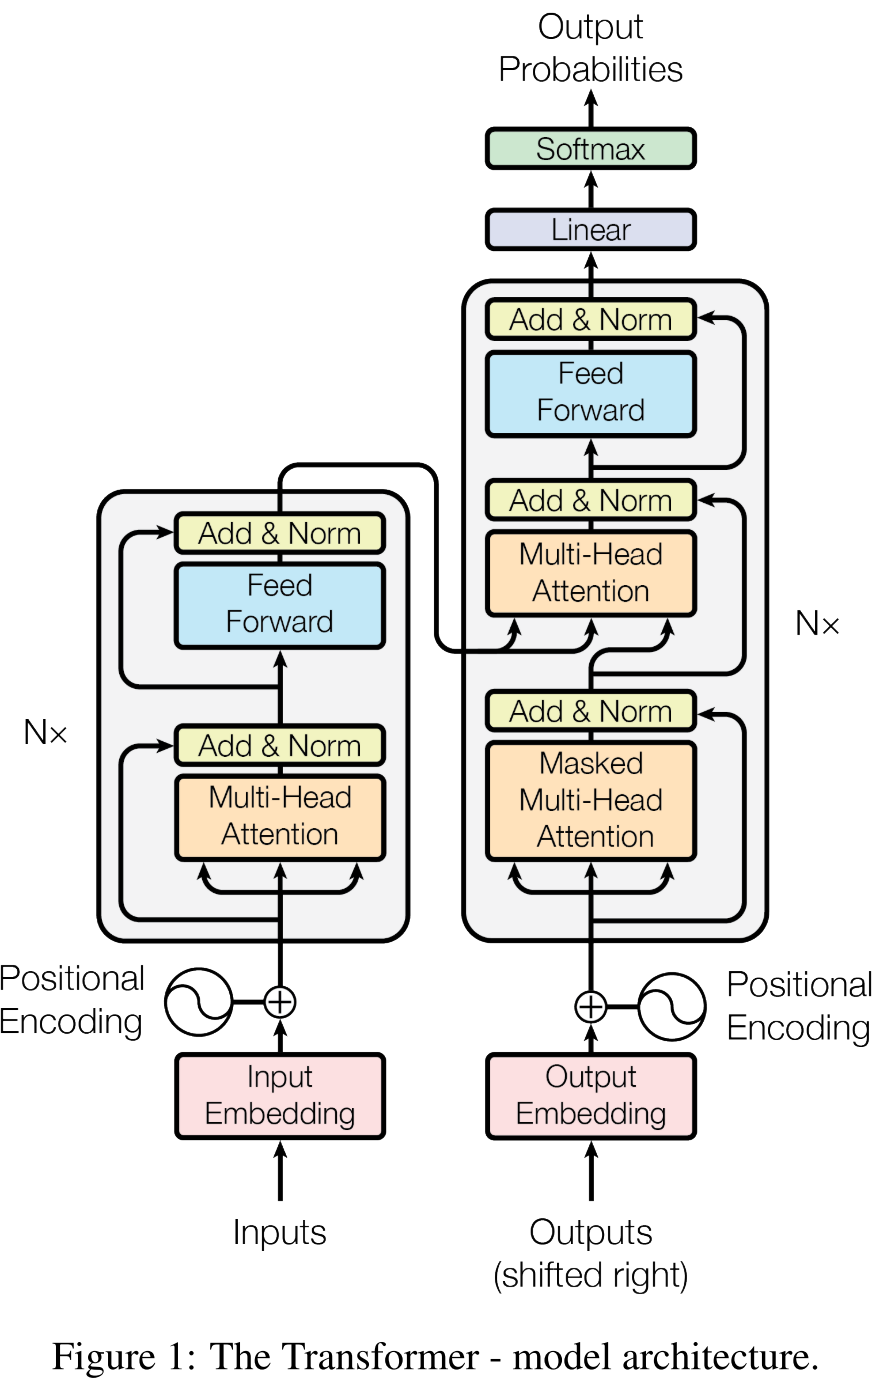 Output
Probabilities
Softmax
Linear
Add & Norm
Feed
Forward
Add & Norm
Multi-Head
Attention
Add & Norm
Masked
Multi-Head
Attention
N×
Add & Norm
Feed
Forward
Add & Norm
Multi-Head
Attention
N×
Positional
Encoding
Positional
Encoding
Input
Embedding
Output
Embedding
Inputs
Outputs
(shifted right)
Figure 1: The Transformer - model architecture.